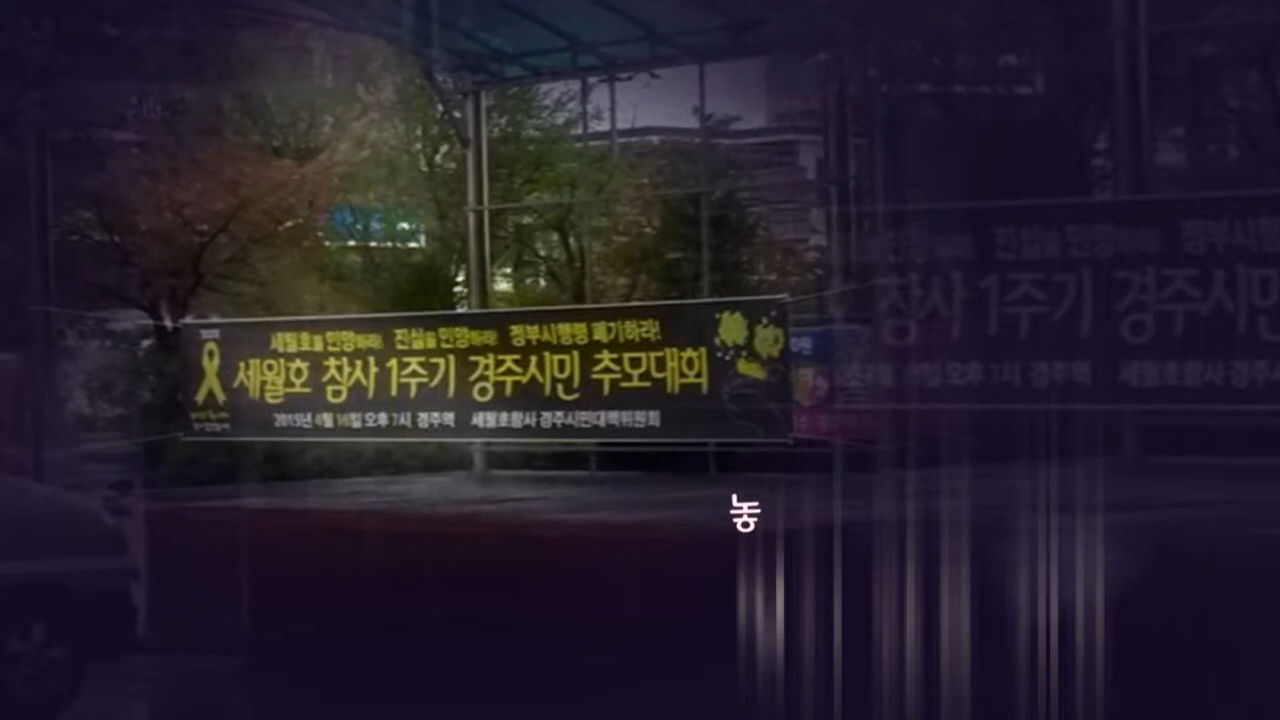 세월호를 인양하라! 진실을 인양하라! 정부시행령 폐기하라!
세월호 참사 1주기 경주시민 추모대회
2015년 4월 16일 오후 7시 경주역 세월호참사 경주시민대책위원회
참사 1주기 경주시민
농